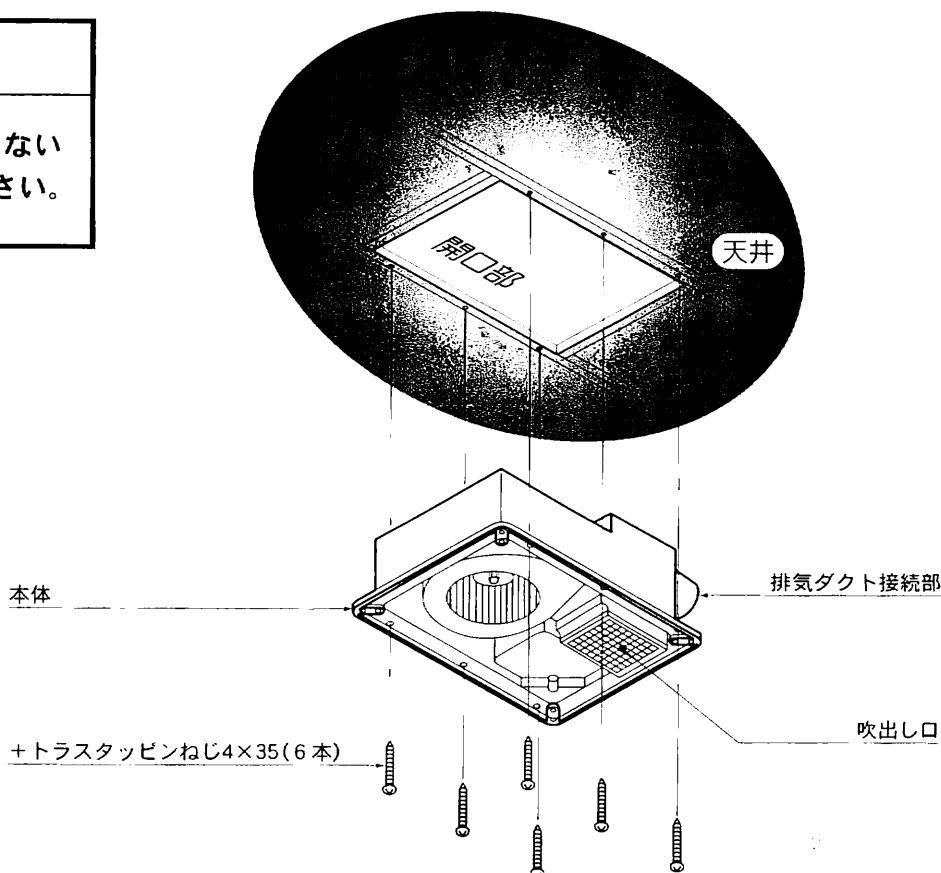 ない
さい。
開口部
天井
本体
排気ダクト接続部
吹出し口
+トラスタッピンねじ4×35(6本)